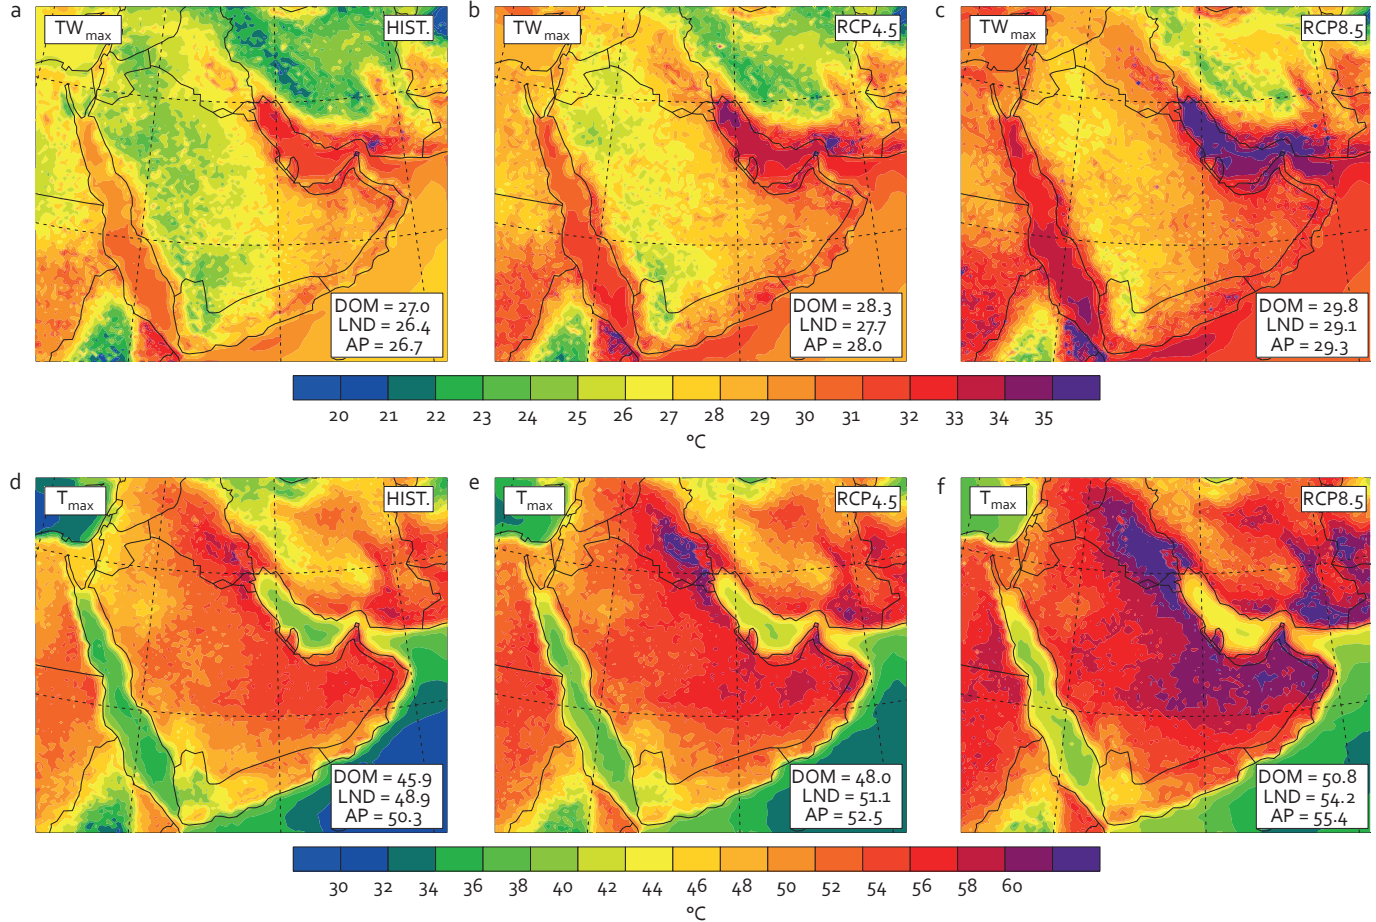 a
TWmax
HIST.
DOM = 27.0
LND = 26.4
AP = 26.7
b
TWmax
RCP4.5
DOM = 28.3
LND = 27.7
AP = 28.0
c
TWmax
RCP8.5
DOM = 29.8
LND = 29.1
AP = 29.3
20 21 22 23 24 25 26 27 28 29 30 31 32 33 34 35
°C
d
Tmax
HIST.
DOM = 45.9
LND = 48.9
AP = 50.3
e
Tmax
RCP4.5
DOM = 48.0
LND = 51.1
AP = 52.5
f
Tmax
RCP8.5
DOM = 50.8
LND = 54.2
AP = 55.4
30 32 34 36 38 40 42 44 46 48 50 52 54 56 58 60
°C